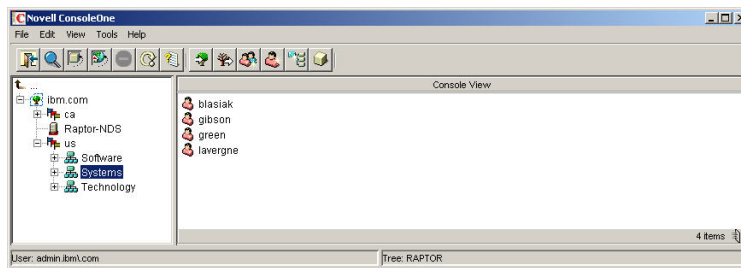 Novell ConsoleOne
File Edit View Tools Help
...
ibm.com
ca
Raptor-NDS
us
Software
Systems
Technology
Console View
blasiak
gibson
green
lavergne
4 items
User: admin.ibm\.com
Tree: RAPTOR